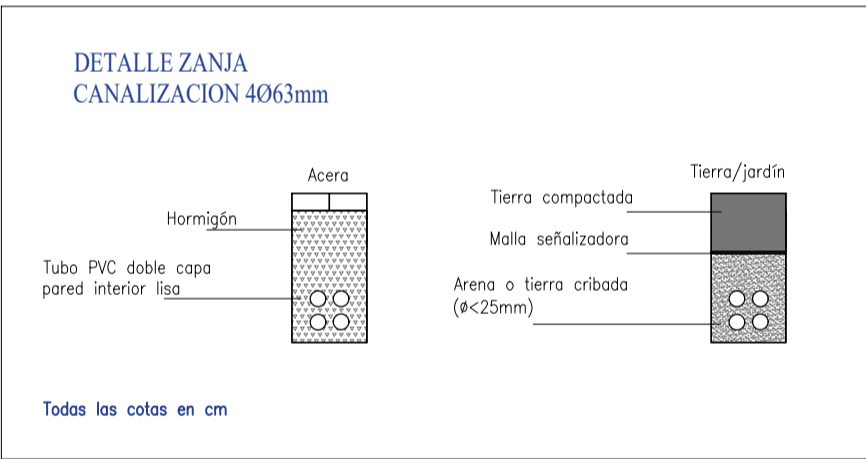 DETALLE ZANJA
CANALIZACION 4Ø63mm
Acera
Hormigón
Tubo PVC doble capa
pared interior lisa
Tierra/jardín
Tierra compactada
Malla señalizadora
Arena o tierra cribada
(ø<25mm)
Todas las cotas en cm